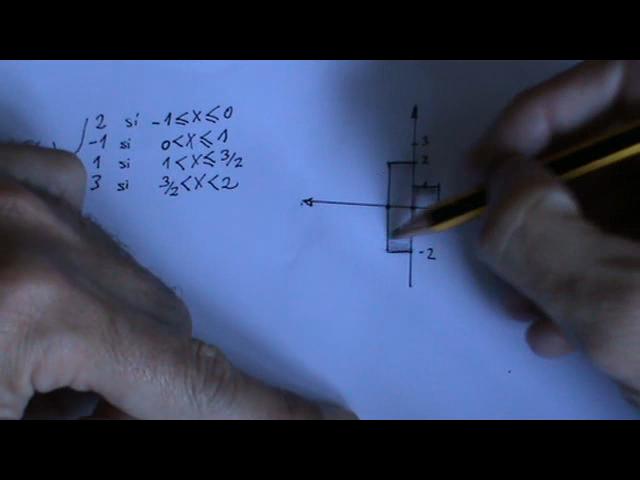 2 si -1≤X≤0
-1 si 0<X≤1
1 si 1<X≤3/2
3 si 3/2<X<2
3
2
1
-2